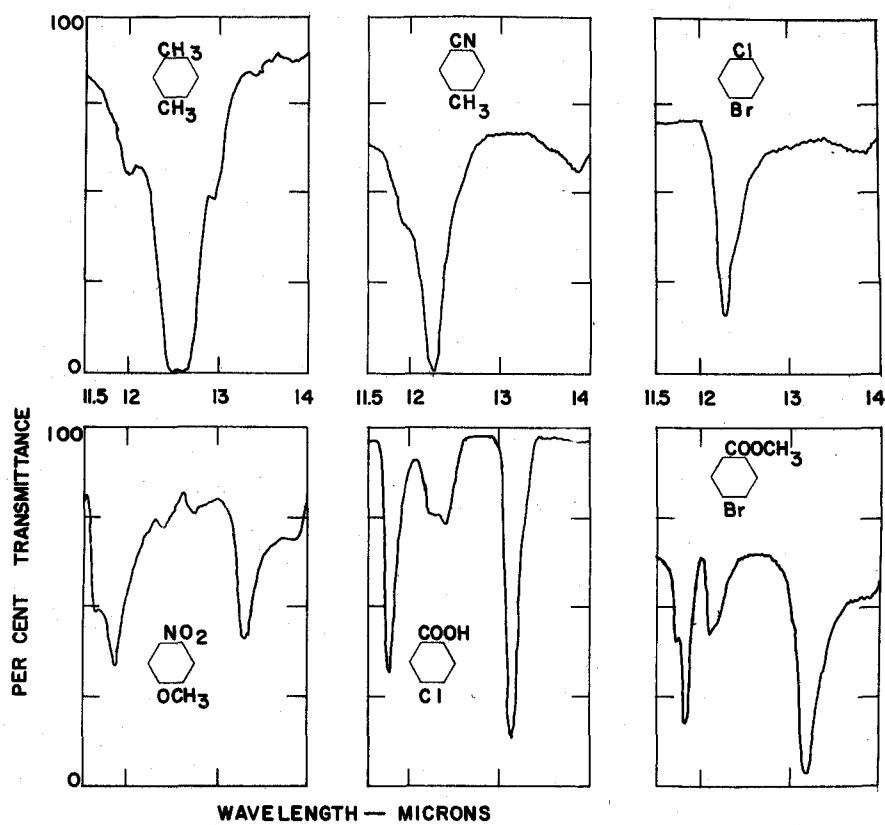 100
CH3
CH3
0
CN
CH3
Cl
Br
11.5 12 13 14
11.5 12 13 14
11.5 12 13 14
PER CENT TRANSMITTANCE
100
NO2
OCH3
0
COOH
Cl
COOCH3
Br
WAVELENGTH — MICRONS